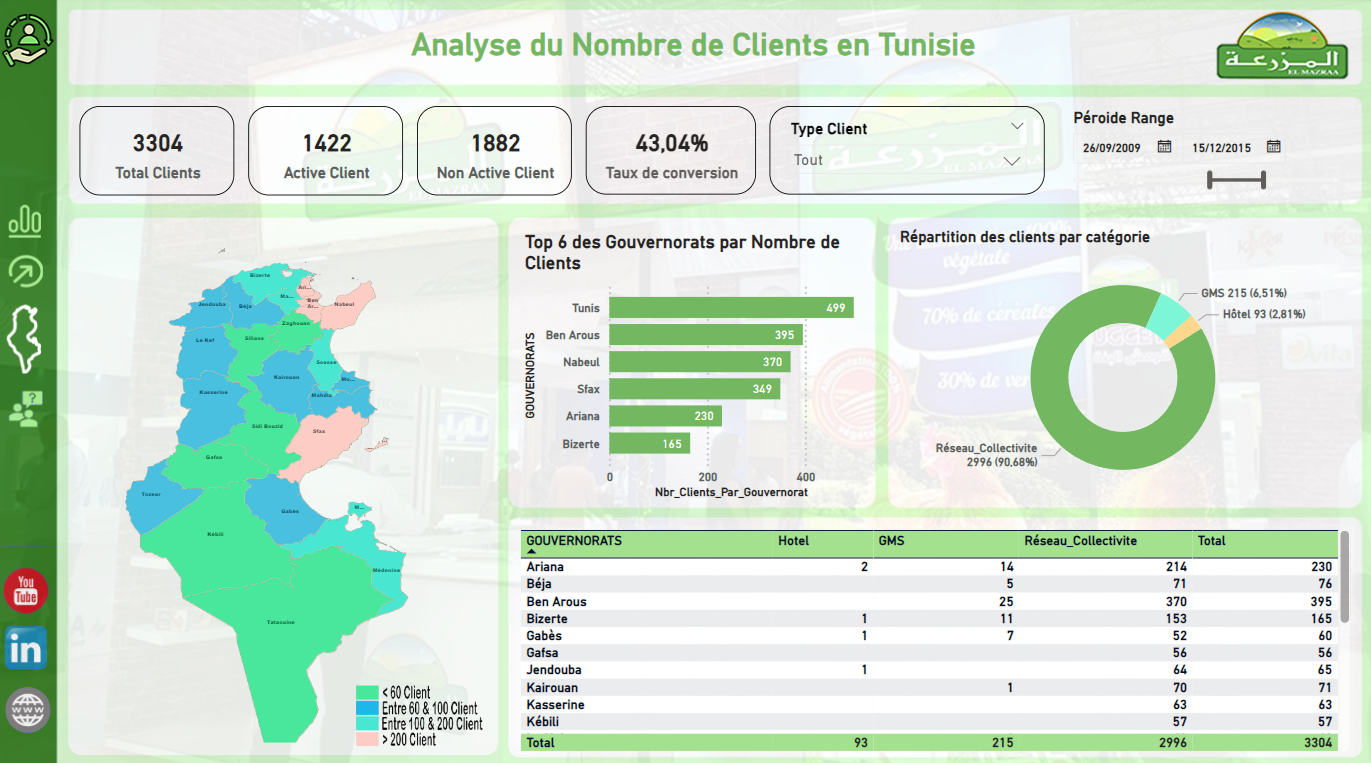 Analyse du Nombre de Clients en Tunisie
المزرعة
EL MAZRAA
3304
Total Clients
1422
Active Client
1882
Non Active Client
43,04%
Taux de conversion
Type Client
Tout
Péroide Range
26/09/2009
15/12/2015
Bizerte
Ari...
Ma...
Ben
Ar...
Nabeul
Jendouba
Béja
Zaghouan
Le Kef
Siliana
Sousse
Kairouan
Mo...
Kasserine
Mahdia
Sidi Bouzid
Sfax
Gafsa
Tozeur
Gabès
M...
Kébili
Médenine
Tataouine
< 60 Client
Entre 60 & 100 Client
Entre 100 & 200 Client
> 200 Client
Top 6 des Gouvernorats par Nombre de
Clients
GOUVERNORATS
Tunis 499
Ben Arous 395
Nabeul 370
Sfax 349
Ariana 230
Bizerte 165
0 200 400
Nbr_Clients_Par_Gouvernorat
Répartition des clients par catégorie
GMS 215 (6,51%)
Hôtel 93 (2,81%)
Réseau_Collectivite
2996 (90,68%)
végétale
70% de cereales
GOUVERNORATS Hotel GMS Réseau_Collectivite Total
Ariana 2 14 214 230
Béja 5 71 76
Ben Arous 25 370 395
Bizerte 1 11 153 165
Gabès 1 7 52 60
Gafsa 56 56
Jendouba 1 64 65
Kairouan 1 70 71
Kasserine 63 63
Kébili 57 57
Total 93 215 2996 3304
You
Tube
in
www